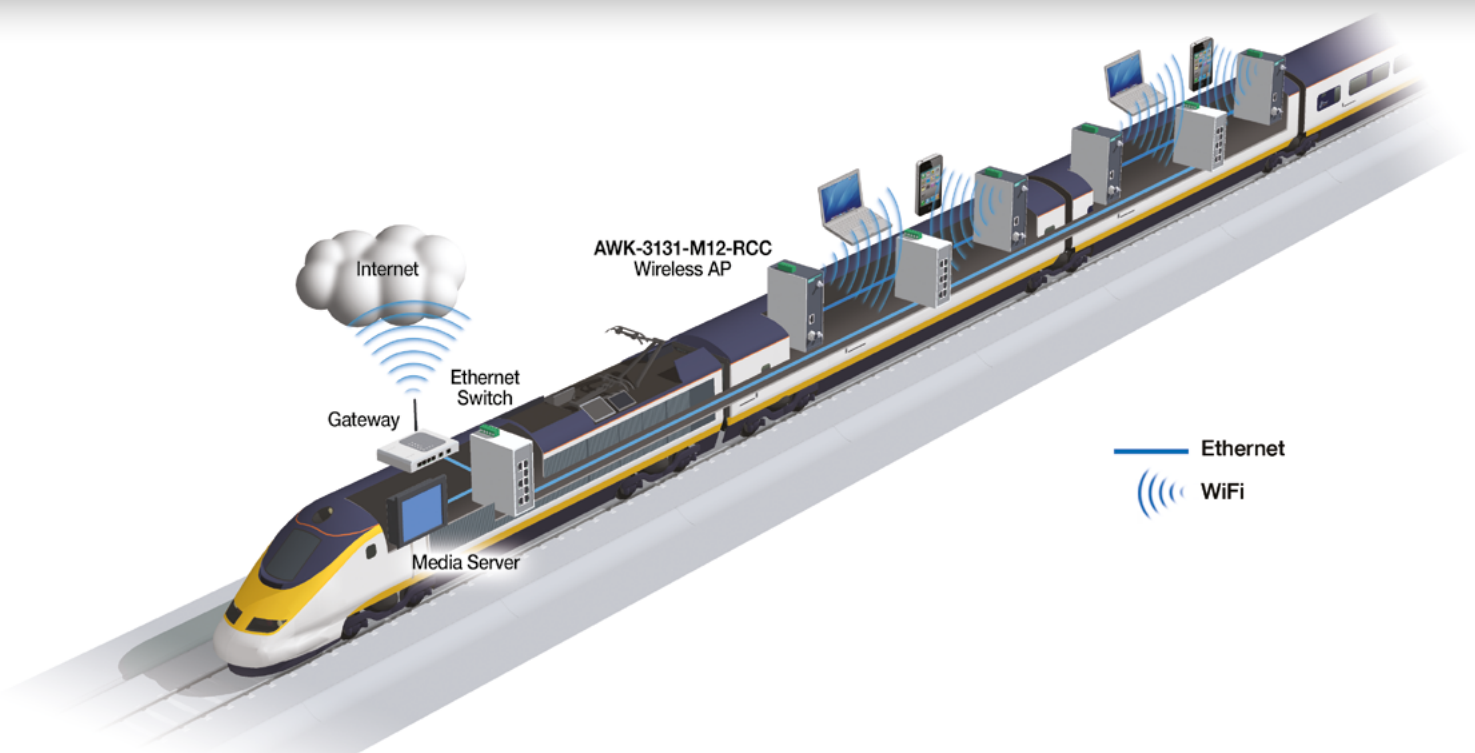 Internet
AWK-3131-M12-RCC
Wireless AP
Ethernet
Switch
Gateway
Media Server
Ethernet
WiFi